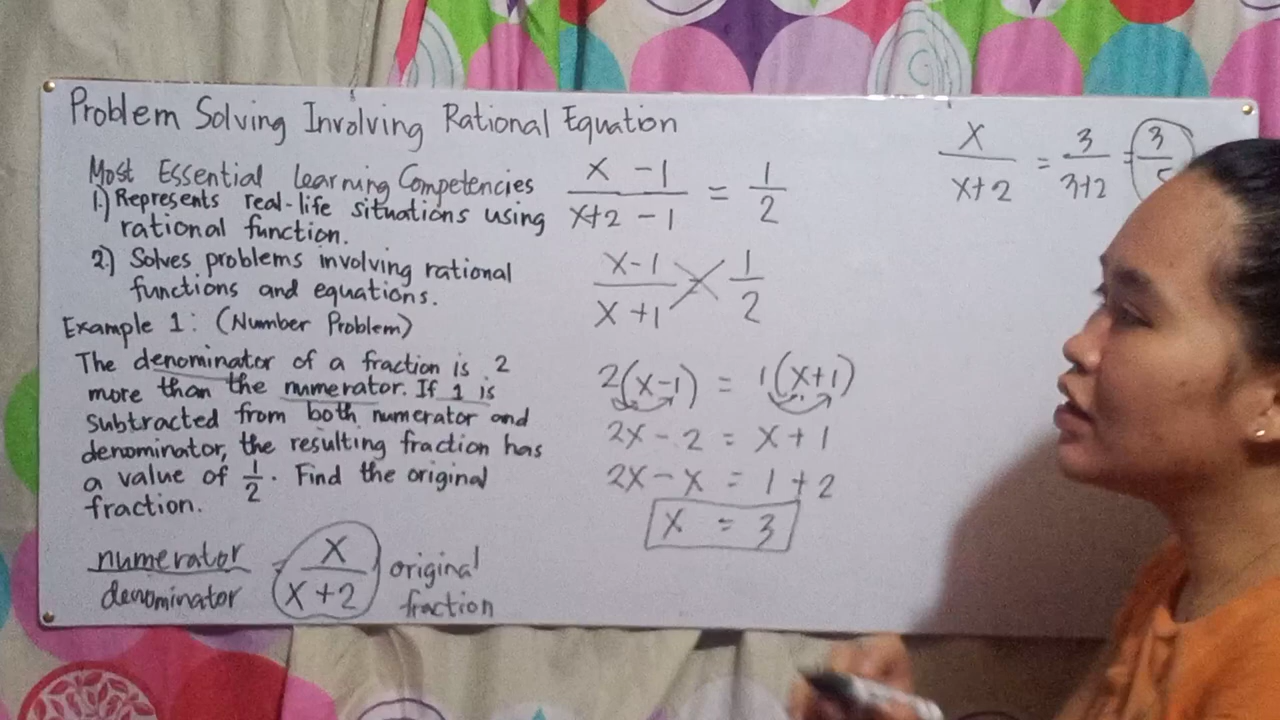 Problem Solving Involving Rational Equation
Most Essential Learning Competencies
1.) Represents real-life situations using
rational function.
2.) Solves problems involving rational
functions and equations.
Example 1: (Number Problem)
The denominator of a fraction is 2
more than the numerator. If 1 is
subtracted from both numerator and
denominator, the resulting fraction has
a value of 1/2. Find the original
fraction.
numerator/denominator = x/(x+2) original
fraction
(x - 1)/(x+2 - 1) = 1/2
(x-1)/(x+1) ╳ 1/2
2(x-1) = 1(x+1)
2x - 2 = x + 1
2x - x = 1 + 2
x = 3
x/(x+2) = 3/(3+2) = 3/5